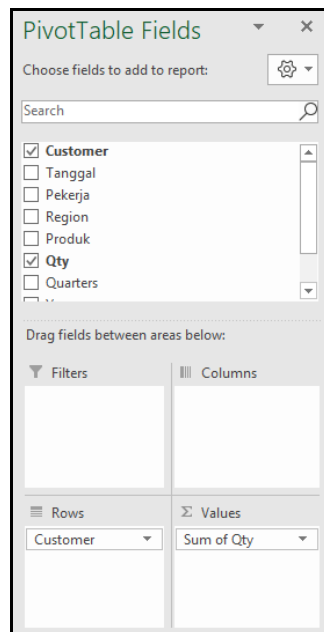 PivotTable Fields
Choose fields to add to report:
Search
Customer
Tanggal
Pekerja
Region
Produk
Qty
Quarters
Drag fields between areas below:
Filters
Columns
Rows
Σ Values
Customer
Sum of Qty